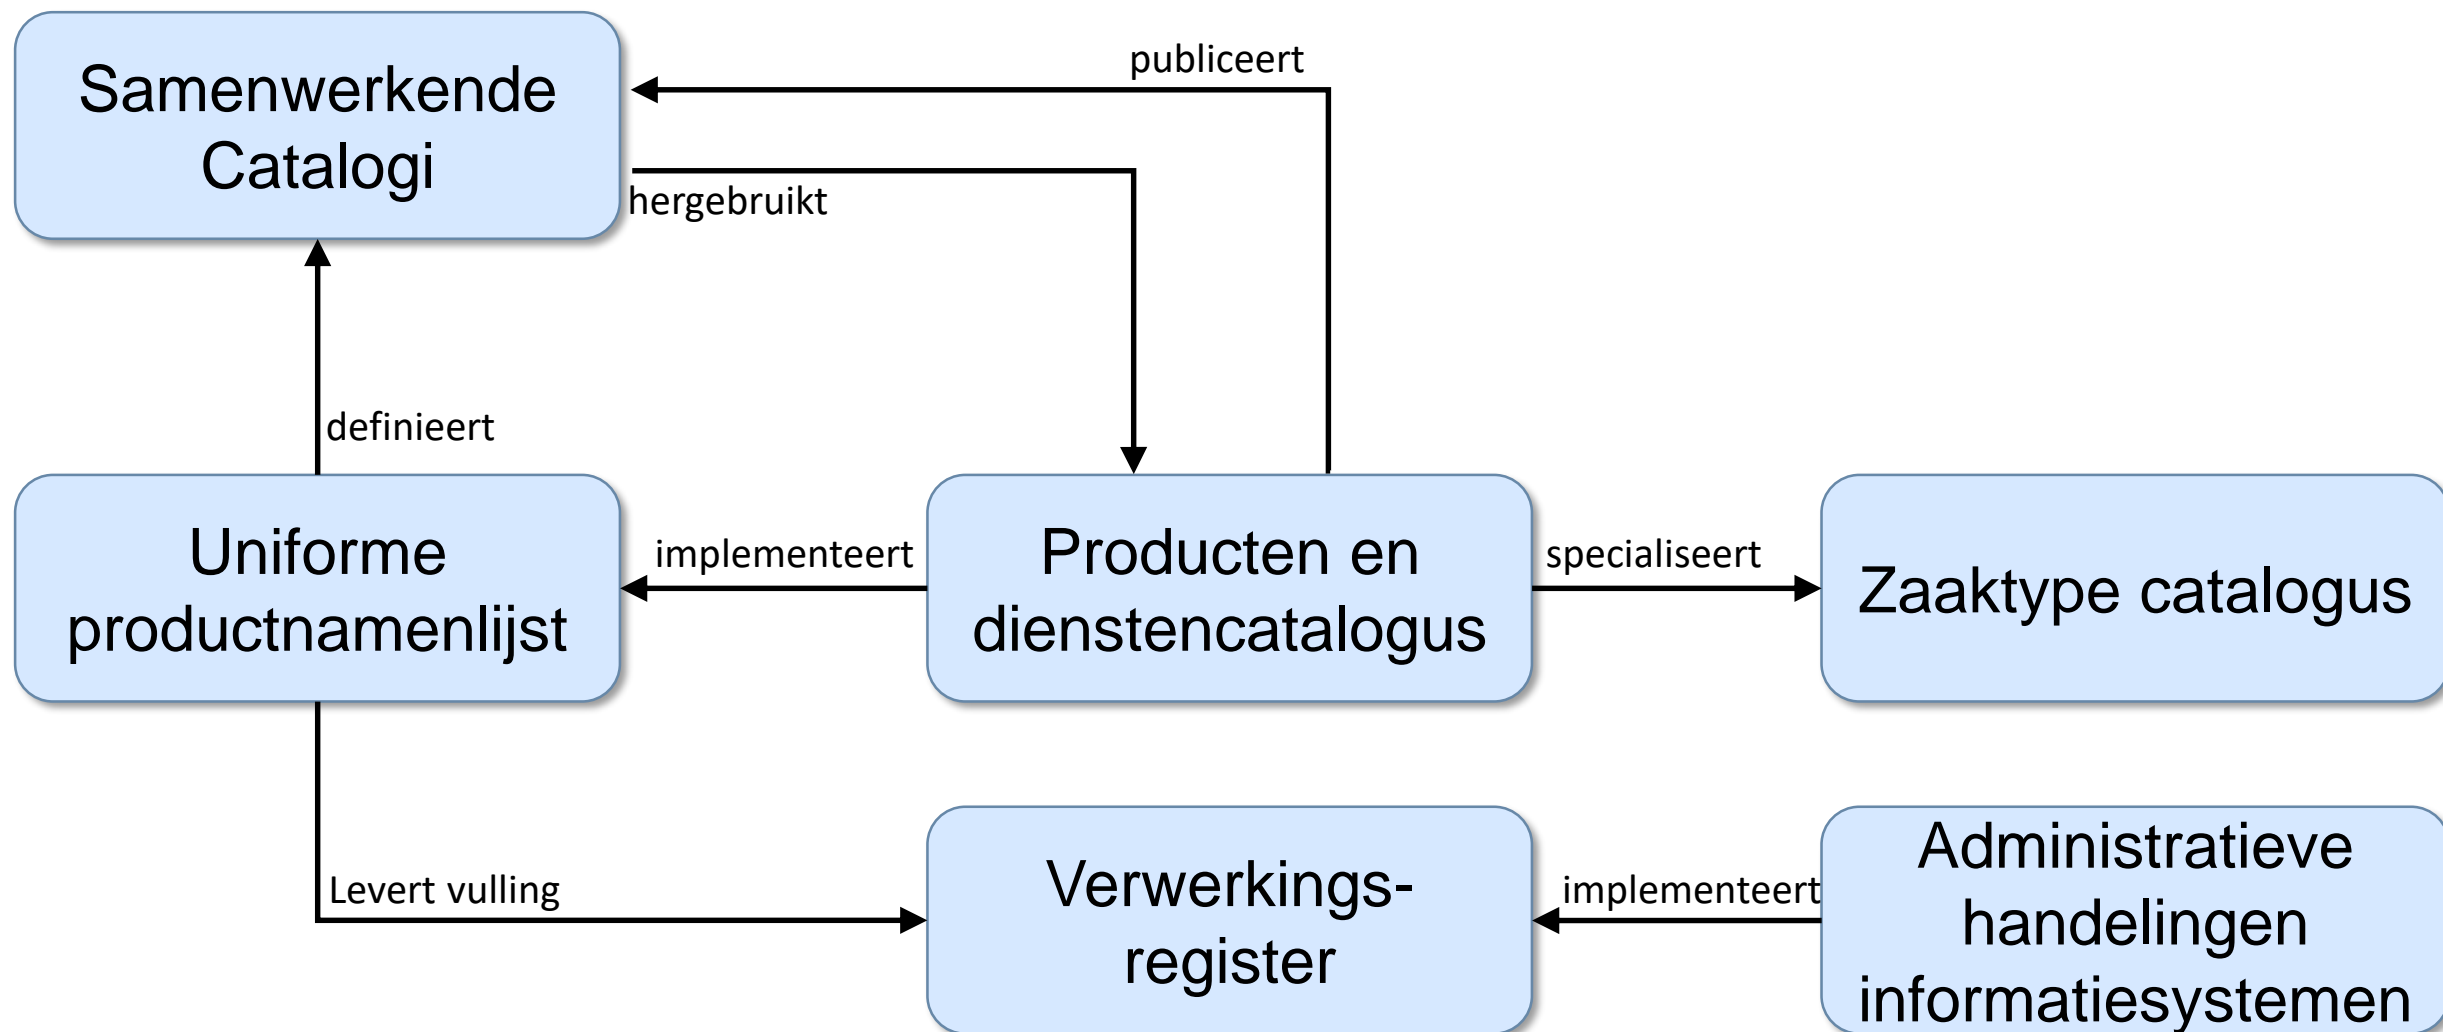 Samenwerkende
Catalogi
publiceert
hergebruikt
definieert
Uniforme
productnamenlijst
implementeert
Producten en
dienstencatalogus
specialiseert
Zaaktype catalogus
Levert vulling
Verwerkings-
register
implementeert
Administratieve
handelingen
informatiesystemen